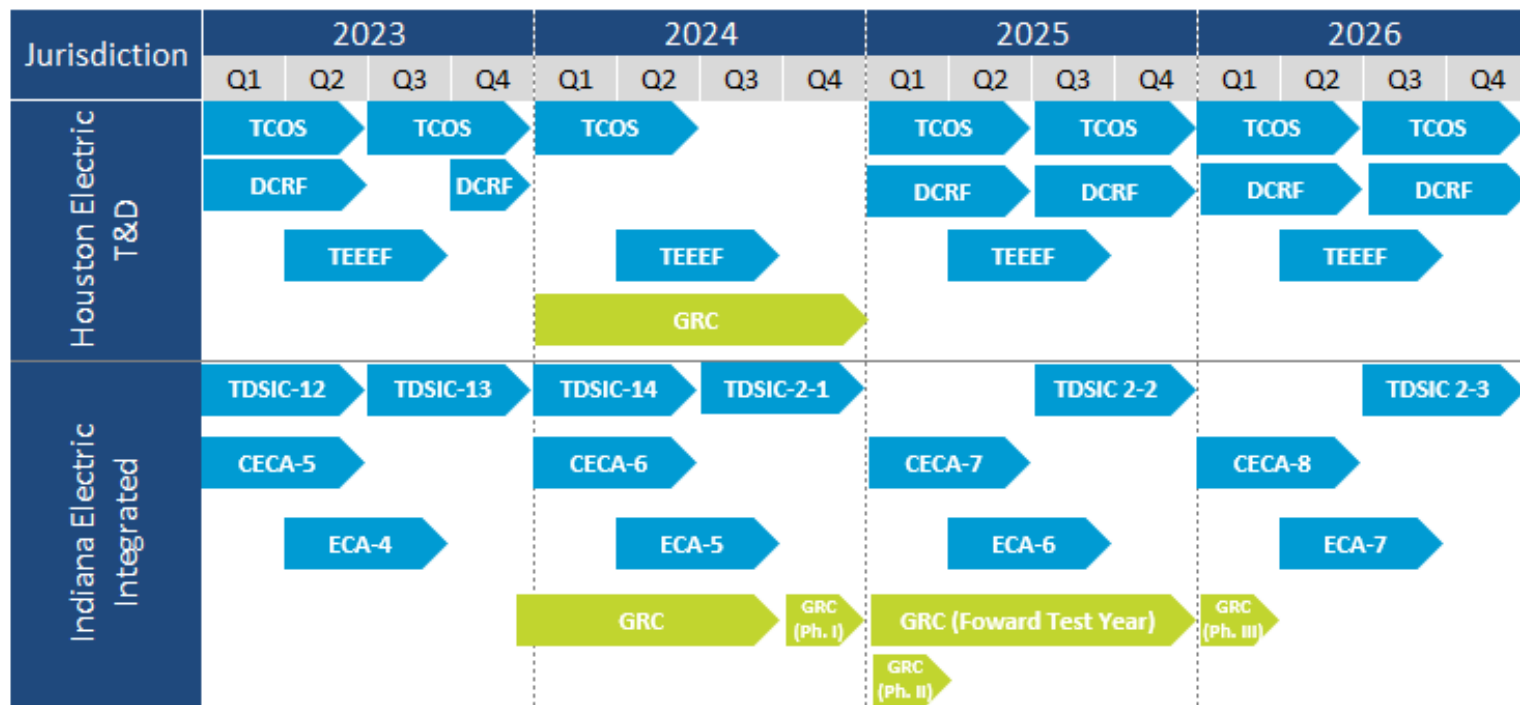 Jurisdiction
2023
2024
2025
2026
Q1 Q2 Q3 Q4 Q1 Q2 Q3 Q4 Q1 Q2 Q3 Q4 Q1 Q2 Q3 Q4
Houston Electric
T&D
TCOS TCOS TCOS TCOS TCOS TCOS TCOS
DCRF DCRF DCRF DCRF DCRF DCRF
TEEEF TEEEF TEEEF TEEEF
GRC
Indiana Electric
Integrated
TDSIC-12 TDSIC-13 TDSIC-14 TDSIC-2-1 TDSIC 2-2 TDSIC 2-3
CECA-5 CECA-6 CECA-7 CECA-8
ECA-4 ECA-5 ECA-6 ECA-7
GRC
GRC
(Ph. I)
GRC (Foward Test Year)
GRC
(Ph. III)
GRC
(Ph. II)